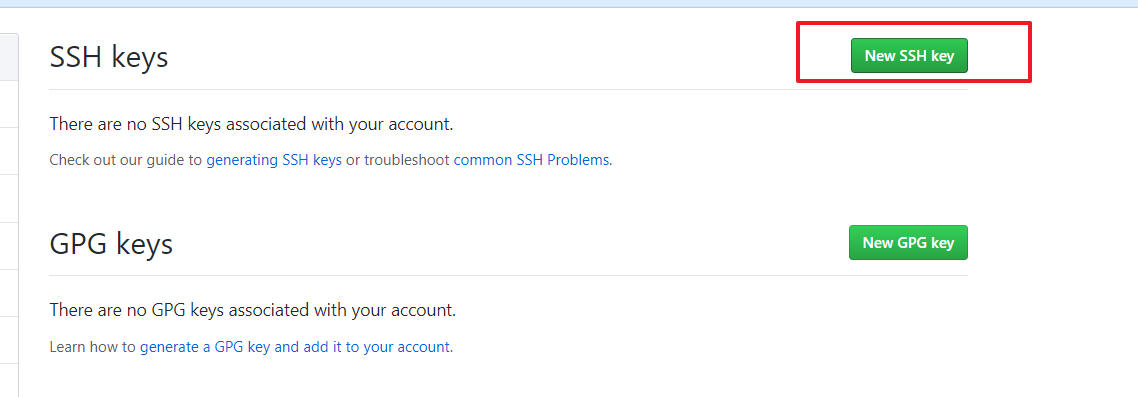 SSH keys
New SSH key
There are no SSH keys associated with your account.
Check out our guide to generating SSH keys or troubleshoot common SSH Problems.
GPG keys
New GPG key
There are no GPG keys associated with your account.
Learn how to generate a GPG key and add it to your account.